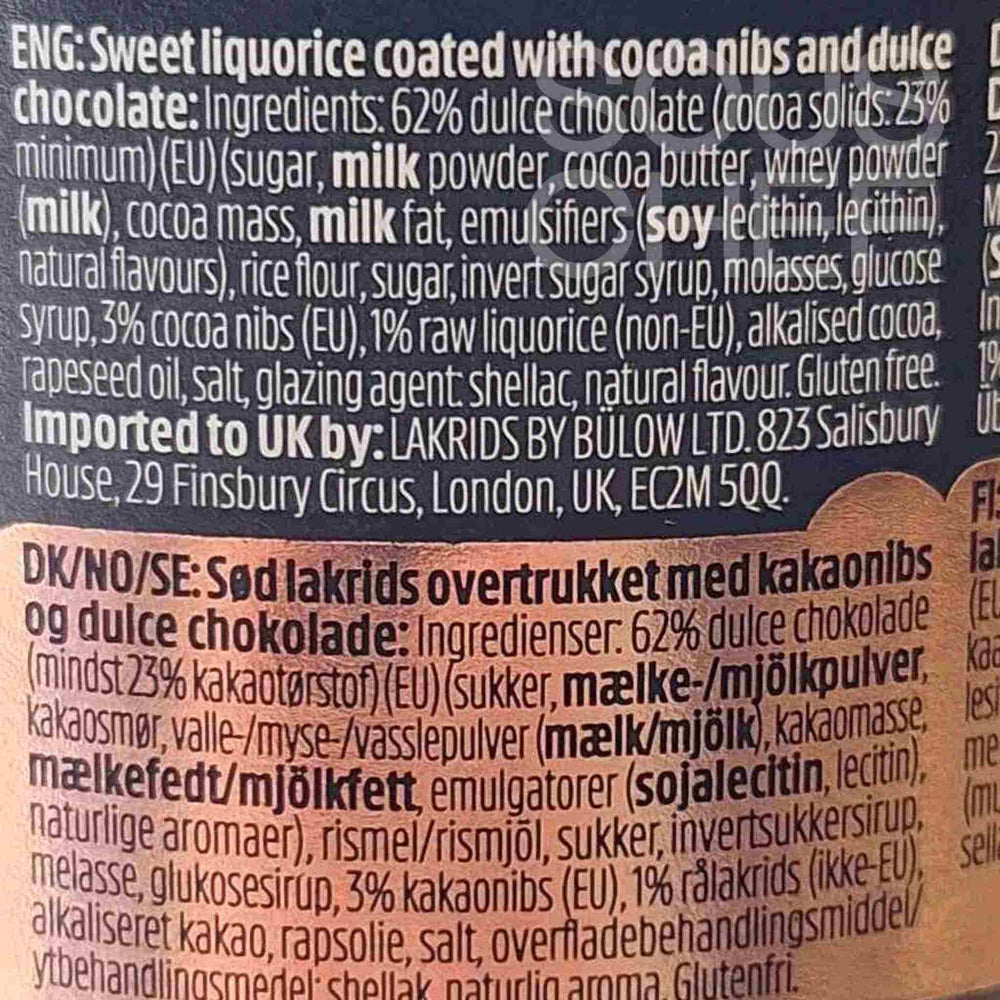 ENG: Sweet liquorice coated with cocoa nibs and dulce
chocolate: Ingredients: 62% dulce chocolate (cocoa solids: 23%
minimum) (EU) (sugar, milk powder, cocoa butter, whey powder
(milk), cocoa mass, milk fat, emulsifiers (soy lecithin, lecithin),
natural flavours), rice flour, sugar, invert sugar syrup, molasses, glucose
syrup, 3% cocoa nibs (EU), 1% raw liquorice (non-EU), alkalised cocoa,
rapeseed oil, salt, glazing agent: shellac, natural flavour. Gluten free.
Imported to UK by: LAKRIDS BY BÜLOW LTD. 823 Salisbury
House, 29 Finsbury Circus, London, UK, EC2M 5QQ.
DK/NO/SE: Sød lakrids overtrukket med kakaonibs
og dulce chokolade: Ingredienser: 62% dulce chokolade
(mindst 23% kakaotørstof) (EU) (sukker, mælke-/mjölkpulver,
kakaosmør, valle-/myse-/vasslepulver (mælk/mjölk), kakaomasse,
mælkefedt/mjölkfett, emulgatorer (sojalecitin, lecitin),
naturlige aromaer), rismel/rismjöl, sukker, invertsukkersirup,
melasse, glukosesirup, 3% kakaonibs (EU), 1% rålakrids (ikke-EU),
alkaliseret kakao, rapsolie, salt, overfladebehandlingsmiddel/
ytbehandlingsmedel: shellak, naturlig aroma. Glutenfri.
SOUS
CHEF